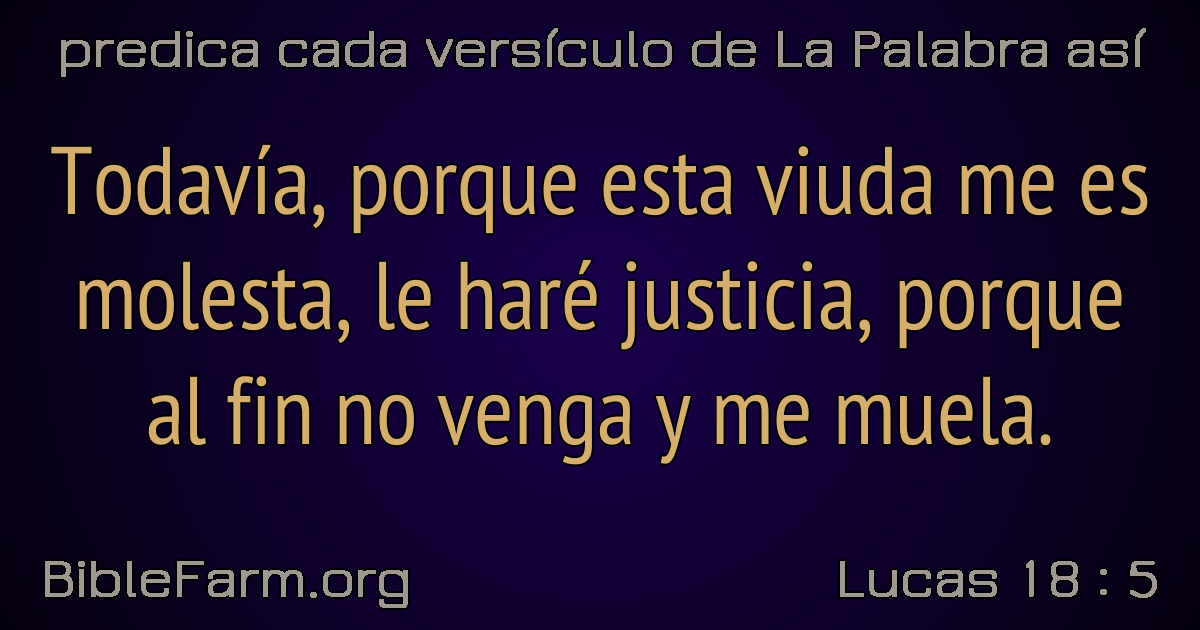 predica cada versículo de La Palabra así
Todavía, porque esta viuda me es
molesta, le haré justicia, porque
al fin no venga y me muela.
BibleFarm.org
Lucas 18 : 5